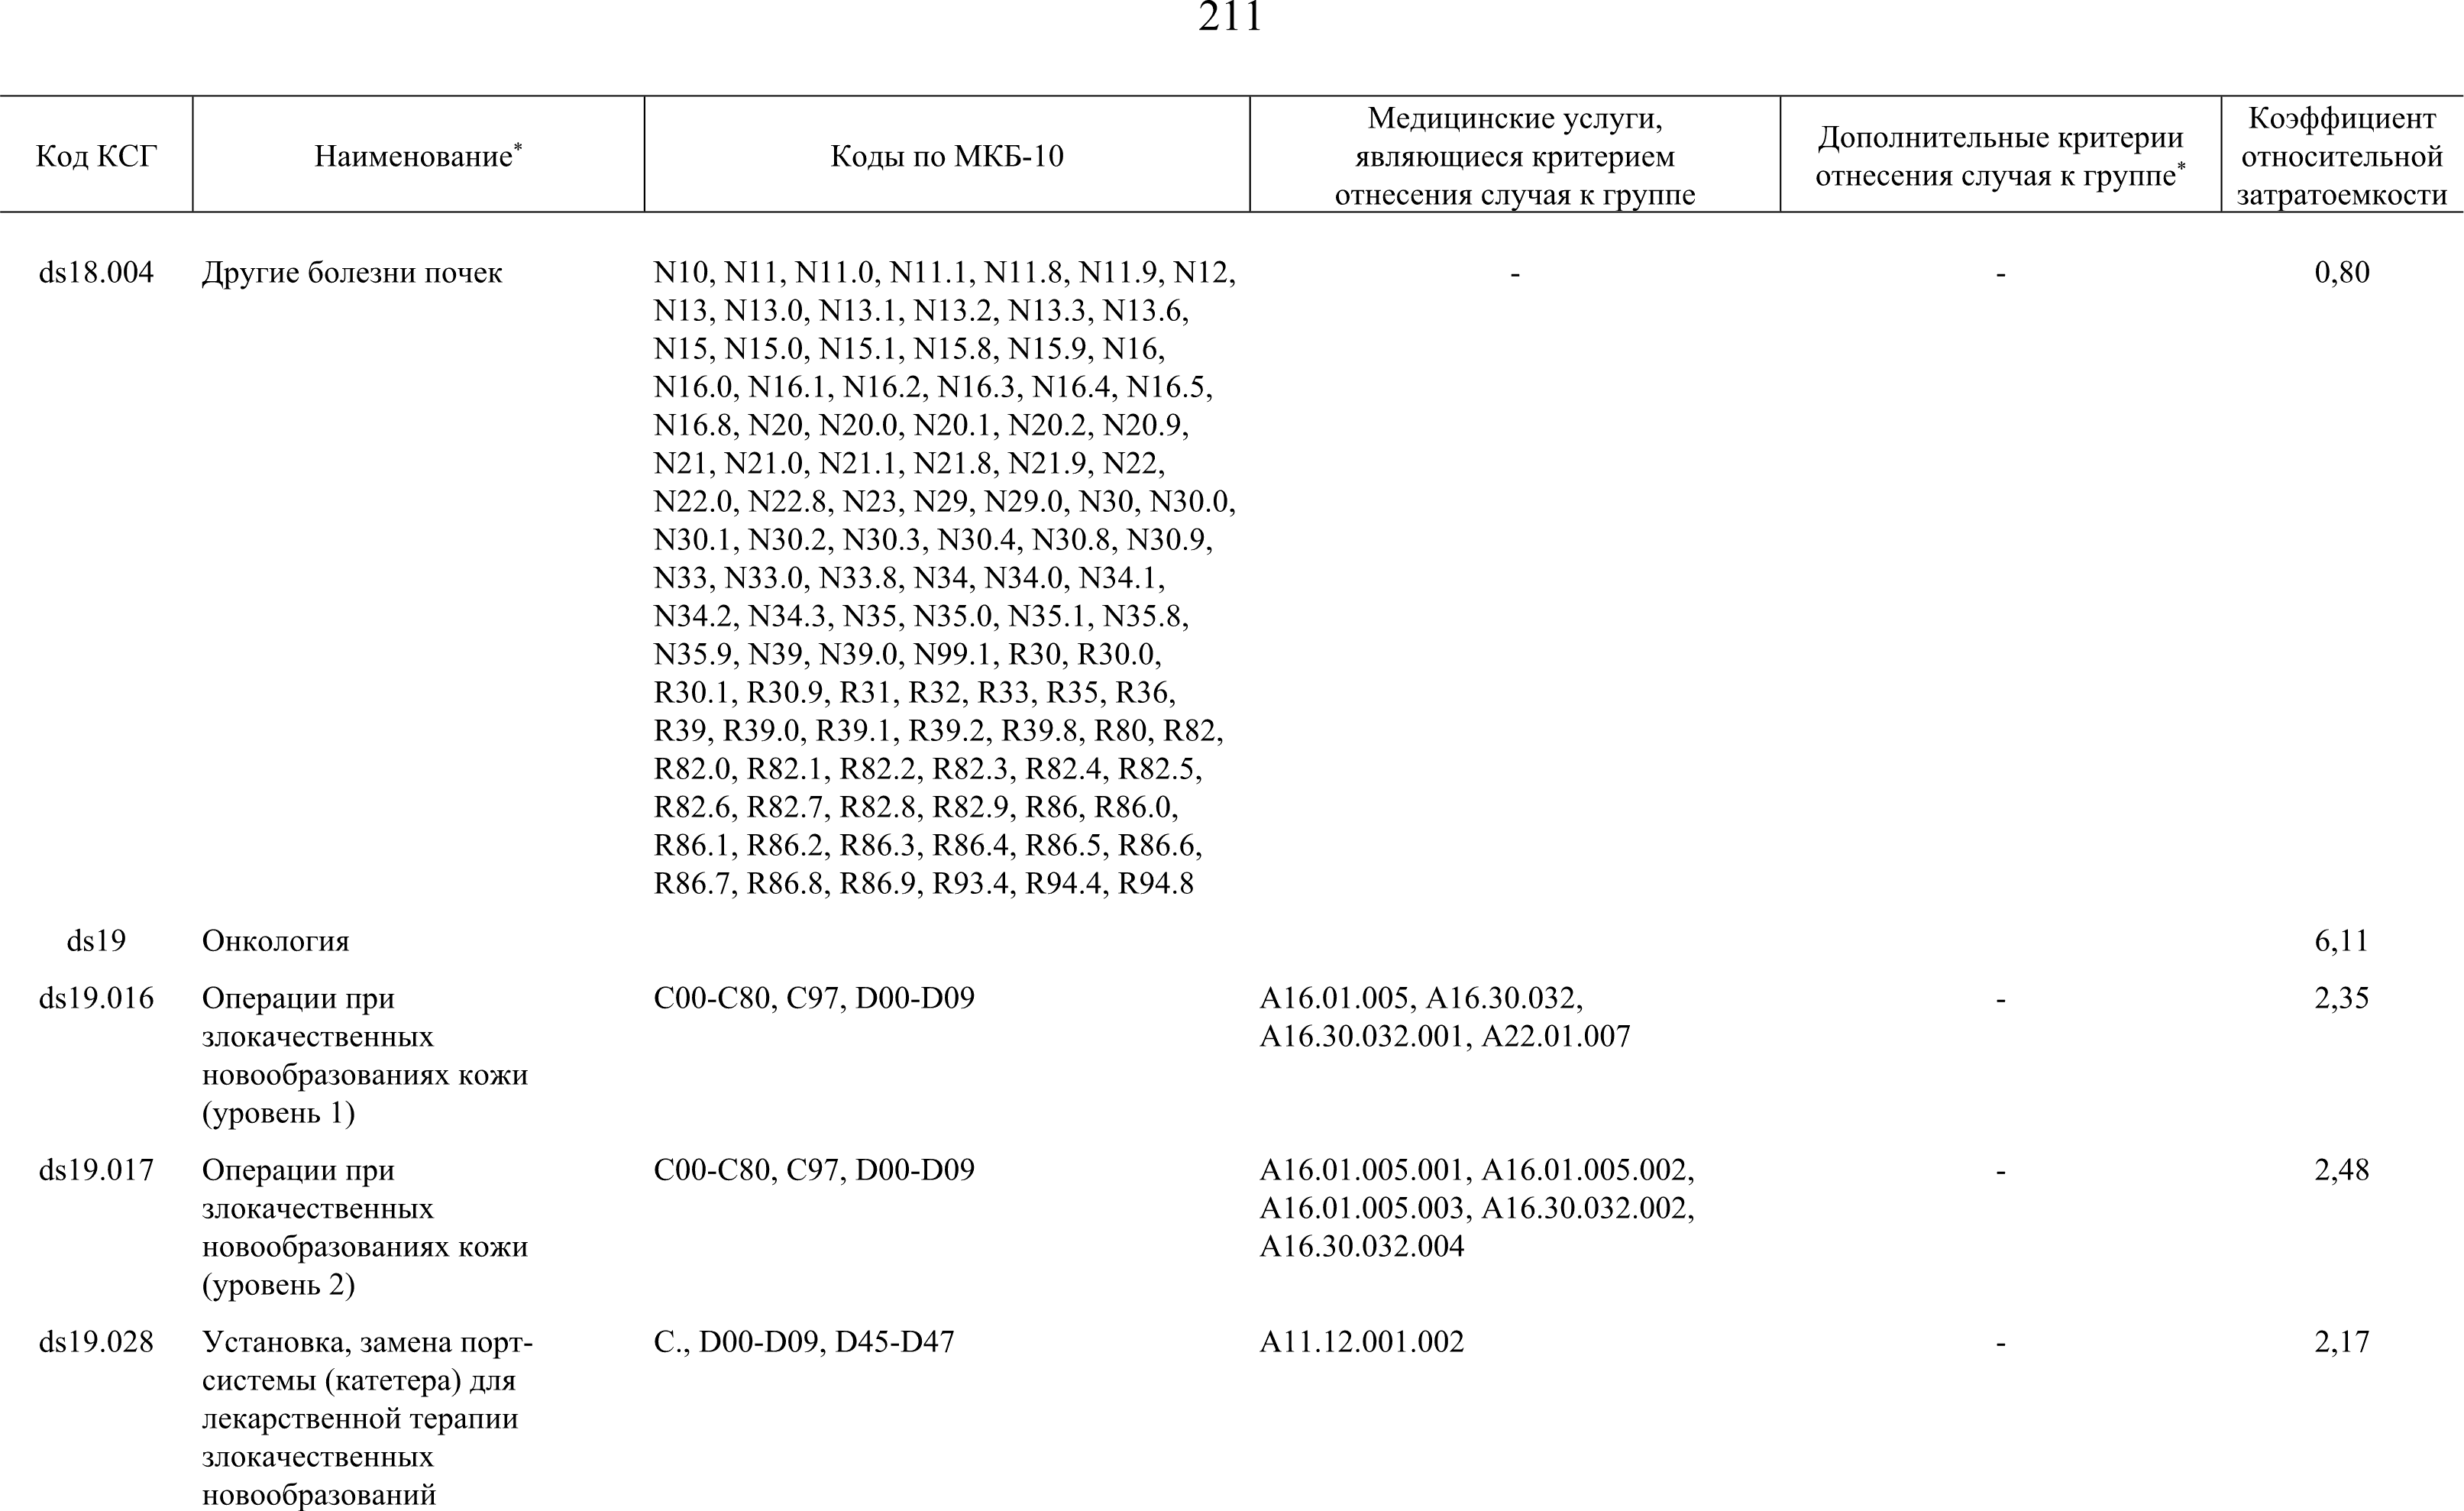 211
Код КСГ
Наименование*
Коды по МКБ-10
Медицинские услуги,
являющиеся критерием
отнесения случая к группе
Дополнительные критерии
отнесения случая к группе*
Коэффициент
относительной
затратоемкости
ds18.004
Другие болезни почек
N10, N11, N11.0, N11.1, N11.8, N11.9, N12,
N13, N13.0, N13.1, N13.2, N13.3, N13.6,
N15, N15.0, N15.1, N15.8, N15.9, N16,
N16.0, N16.1, N16.2, N16.3, N16.4, N16.5,
N16.8, N20, N20.0, N20.1, N20.2, N20.9,
N21, N21.0, N21.1, N21.8, N21.9, N22,
N22.0, N22.8, N23, N29, N29.0, N30, N30.0,
N30.1, N30.2, N30.3, N30.4, N30.8, N30.9,
N33, N33.0, N33.8, N34, N34.0, N34.1,
N34.2, N34.3, N35, N35.0, N35.1, N35.8,
N35.9, N39, N39.0, N99.1, R30, R30.0,
R30.1, R30.9, R31, R32, R33, R35, R36,
R39, R39.0, R39.1, R39.2, R39.8, R80, R82,
R82.0, R82.1, R82.2, R82.3, R82.4, R82.5,
R82.6, R82.7, R82.8, R82.9, R86, R86.0,
R86.1, R86.2, R86.3, R86.4, R86.5, R86.6,
R86.7, R86.8, R86.9, R93.4, R94.4, R94.8
-
-
0,80
ds19
Онкология
6,11
ds19.016
Операции при
злокачественных
новообразованиях кожи
(уровень 1)
C00-C80, C97, D00-D09
A16.01.005, A16.30.032,
A16.30.032.001, A22.01.007
-
2,35
ds19.017
Операции при
злокачественных
новообразованиях кожи
(уровень 2)
C00-C80, C97, D00-D09
A16.01.005.001, A16.01.005.002,
A16.01.005.003, A16.30.032.002,
A16.30.032.004
-
2,48
ds19.028
Установка, замена порт-
системы (катетера) для
лекарственной терапии
злокачественных
новообразований
C., D00-D09, D45-D47
A11.12.001.002
-
2,17